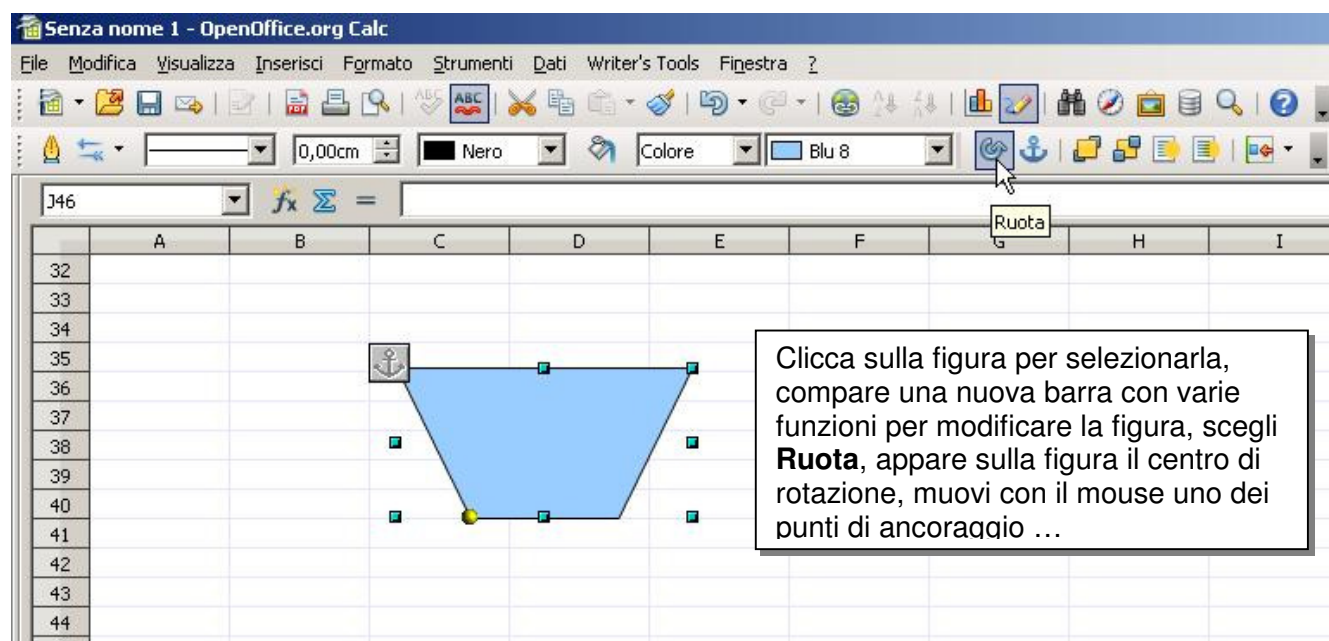 Senza nome 1 - OpenOffice.org Calc
File Modifica Visualizza Inserisci Formato Strumenti Dati Writer's Tools Finestra ?
ABC ABC
0,00cm Nero Colore Blu 8
J46 fx Σ =
Ruota
A B C D E F G H I
32
33
34
35
36
37
38
39
40
41
42
43
44
Clicca sulla figura per selezionarla,
compare una nuova barra con varie
funzioni per modificare la figura, scegli
Ruota, appare sulla figura il centro di
rotazione, muovi con il mouse uno dei
punti di ancoraggio …